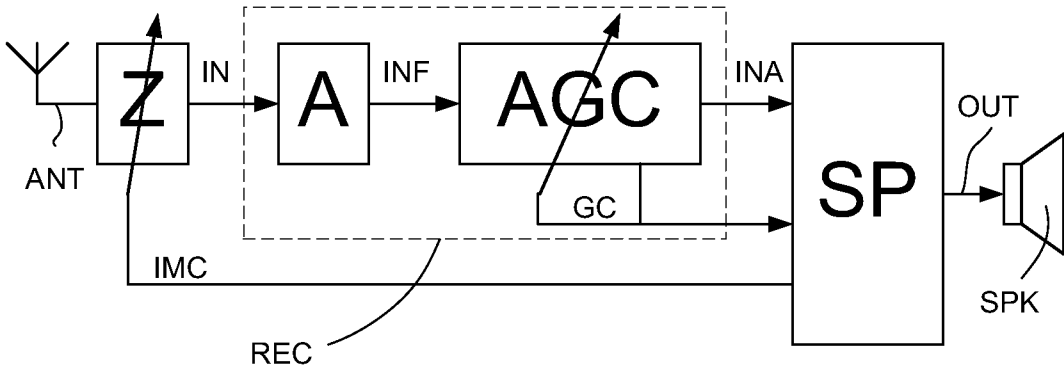 IN
INF
INA
Z
A
AGC
OUT
ANT
SP
GC
IMC
SPK
REC